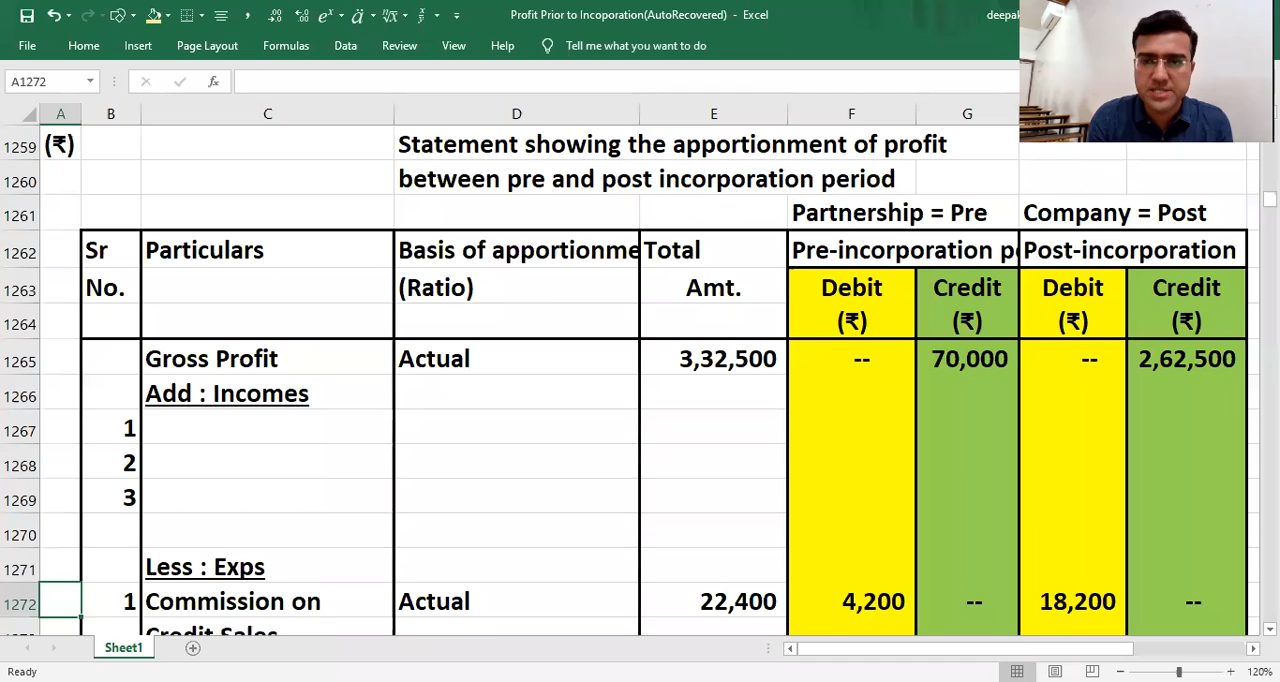 Profit Prior to Incoporation(AutoRecovered) - Excel
deepak
File Home Insert Page Layout Formulas Data Review View Help Tell me what you want to do
A1272 fx
A B C D E F G
1259 (₹) Statement showing the apportionment of profit
1260 between pre and post incorporation period
1261 Partnership = Pre Company = Post
1262 Sr Particulars Basis of apportionme Total Pre-incorporation pe Post-incorporation
1263 No. (Ratio) Amt. Debit Credit Debit Credit
1264 (₹) (₹) (₹) (₹)
1265 Gross Profit Actual 3,32,500 -- 70,000 -- 2,62,500
1266 Add : Incomes
1267 1
1268 2
1269 3
1270
1271 Less : Exps
1272 1 Commission on Actual 22,400 4,200 -- 18,200 --
Credit Sales
Sheet1
Ready 120%